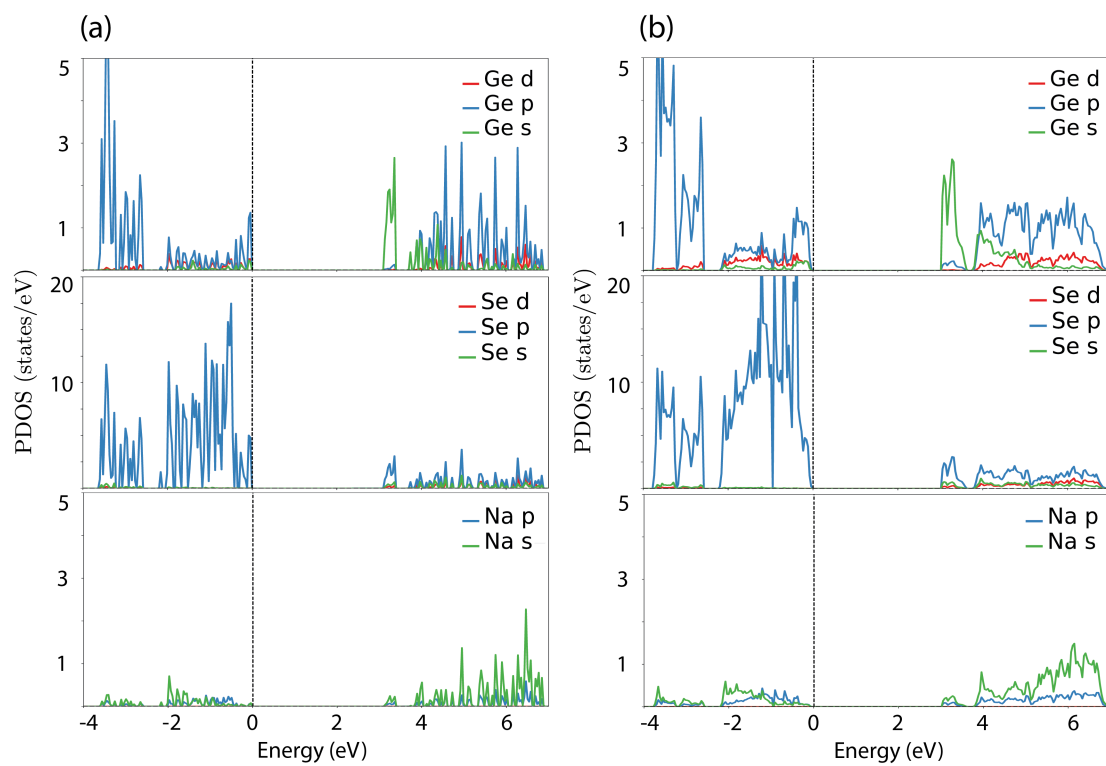 (a)
5
3
1
Ge d
Ge p
Ge s
20
10
Se d
Se p
Se s
5
3
1
Na p
Na s
PDOS (states/eV)
-4
-2
0
2
4
6
Energy (eV)
(b)
5
3
1
Ge d
Ge p
Ge s
20
10
Se d
Se p
Se s
5
3
1
Na p
Na s
PDOS (states/eV)
-4
-2
0
2
4
6
Energy (eV)